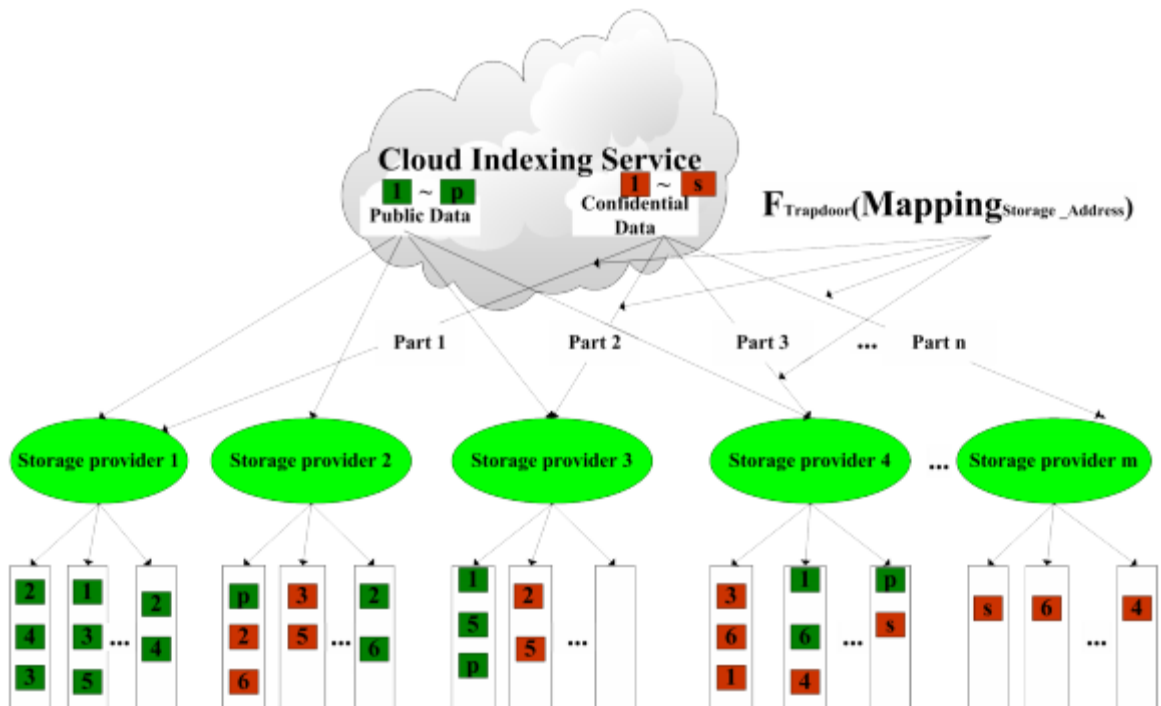 Cloud Indexing Service
1 ~ p
1 ~ s
Public Data
Confidential
Data
FTrapdoor(MappingStorage _Address)
Part 1
Part 2
Part 3
...
Part n
Storage provider 1
Storage provider 2
Storage provider 3
Storage provider 4
...
Storage provider m
2 1 2
4 3 ... 4
3 5
p 3 2
2 5 ... 6
6
1 2
5 5 ...
p
3 1 p
6 6 ... s
1 4
s 6 ... 4